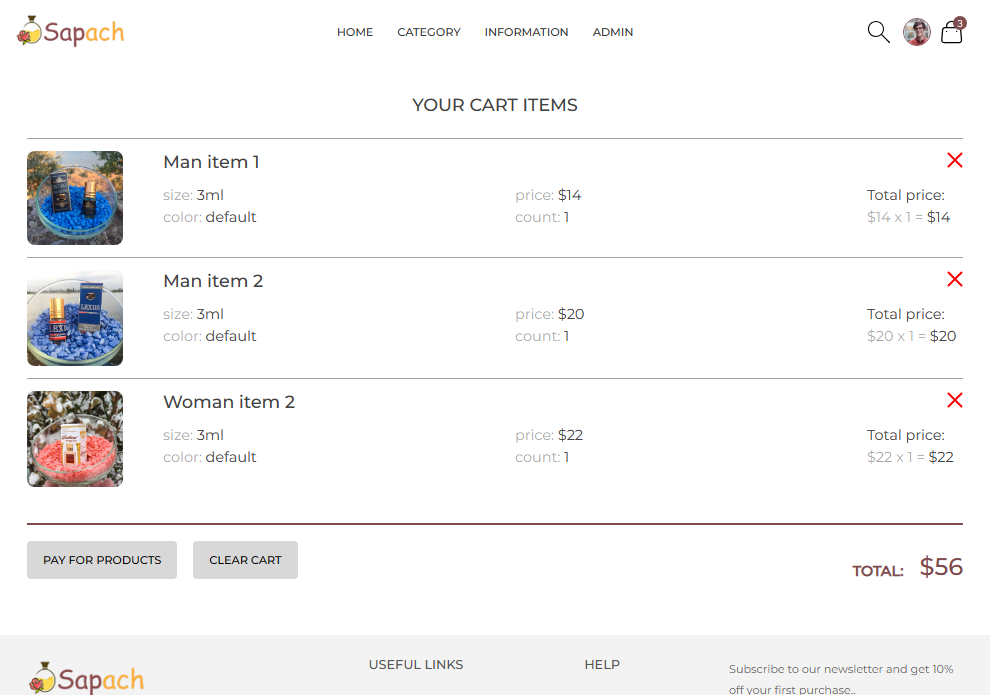 Sapach
HOME CATEGORY INFORMATION ADMIN
3
YOUR CART ITEMS
Man item 1
size: 3ml price: $14 Total price:
color: default count: 1 $14 x 1 = $14
Man item 2
size: 3ml price: $20 Total price:
color: default count: 1 $20 x 1 = $20
LEXUS
Woman item 2
size: 3ml price: $22 Total price:
color: default count: 1 $22 x 1 = $22
PAY FOR PRODUCTS CLEAR CART TOTAL: $56
Sapach
USEFUL LINKS HELP
Subscribe to our newsletter and get 10%
off your first purchase..